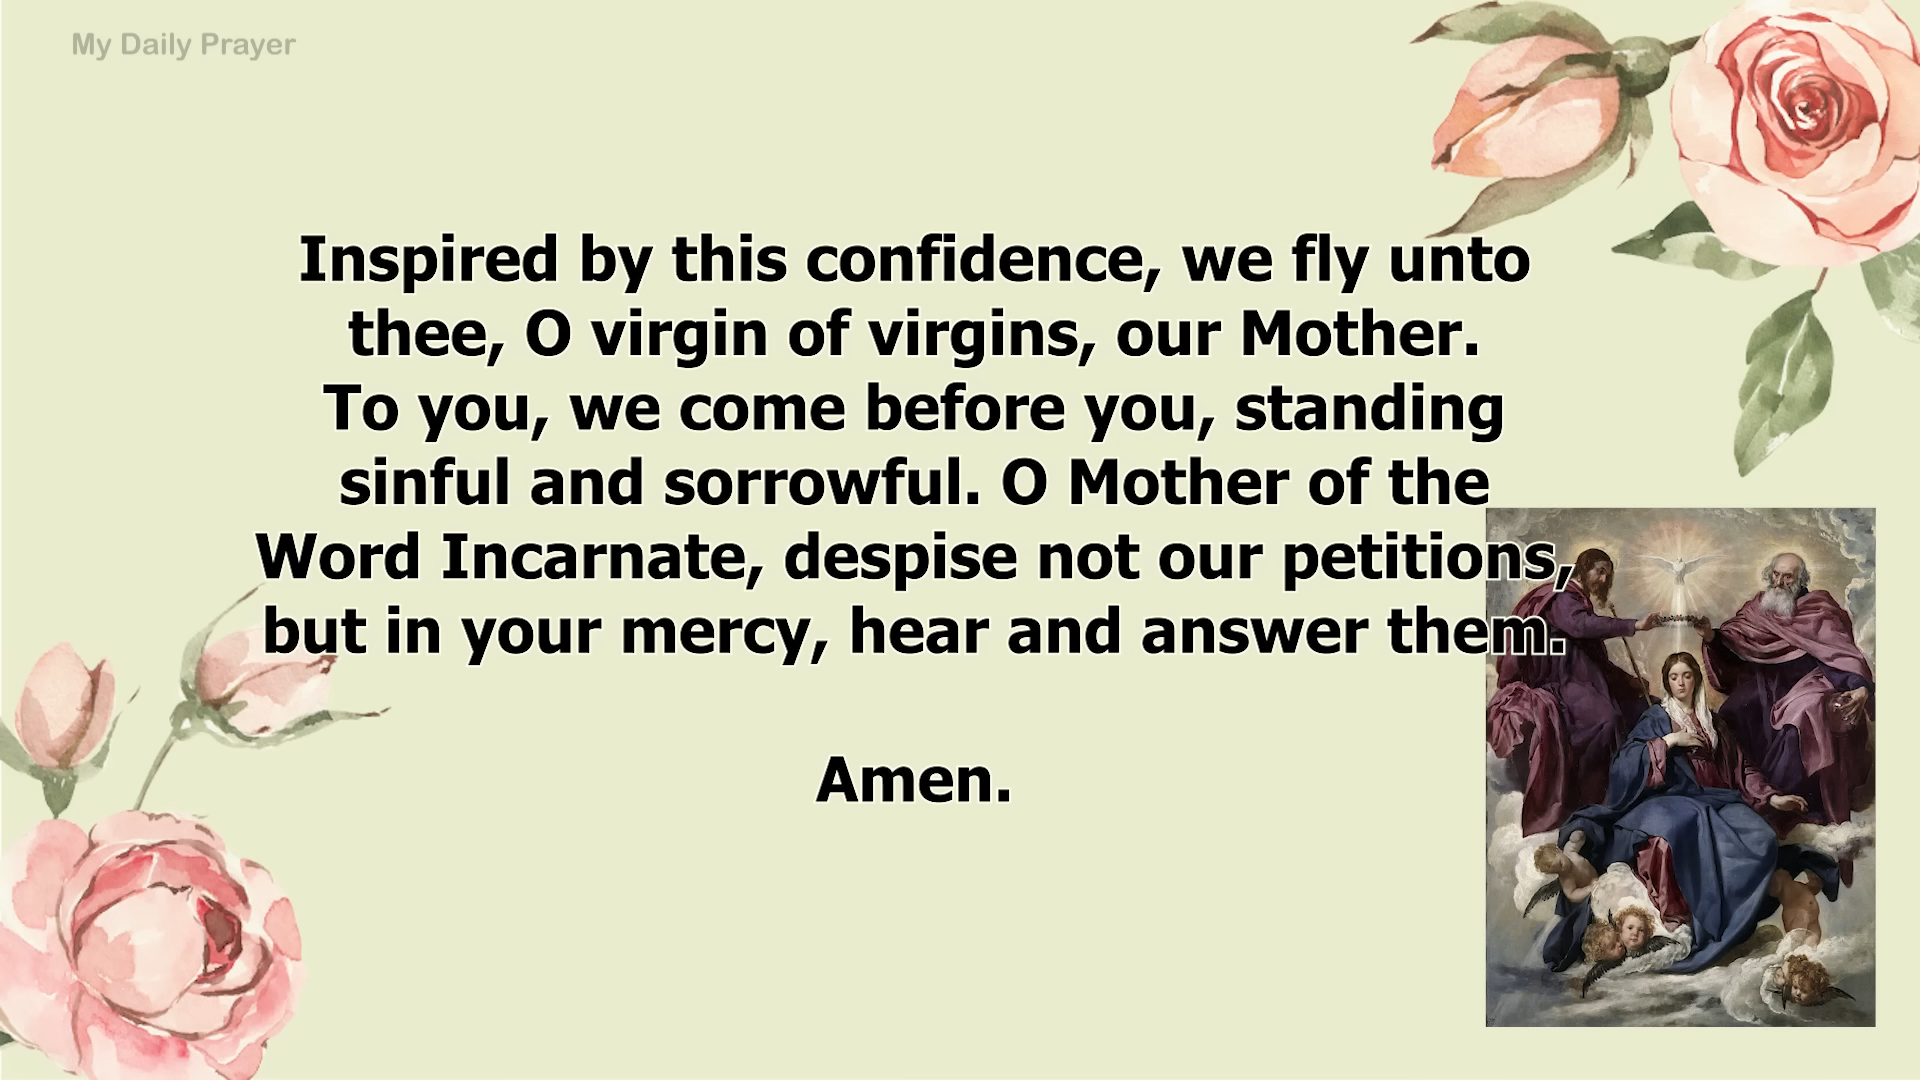 My Daily Prayer
Inspired by this confidence, we fly unto
thee, O virgin of virgins, our Mother.
To you, we come before you, standing
sinful and sorrowful. O Mother of the
Word Incarnate, despise not our petitions,
but in your mercy, hear and answer them.
Amen.